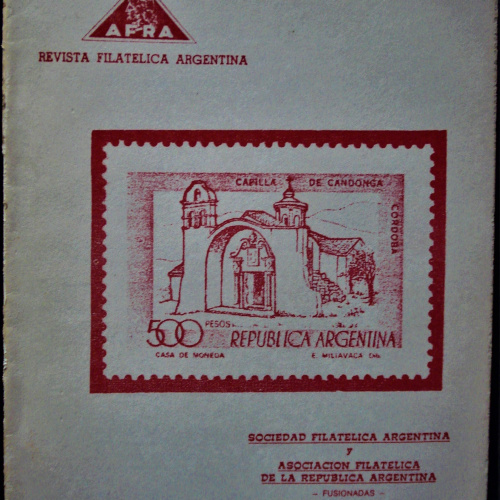 AFRA
REVISTA FILATELICA ARGENTINA
CAPILLA DE CANDONGA
CORDOBA
500 PESOS
REPUBLICA ARGENTINA
CASA DE MONEDA E. MILIAVACA
SOCIEDAD FILATELICA ARGENTINA
y
ASOCIACION FILATELICA
DE LA REPUBLICA ARGENTINA
- FUSIONADAS -